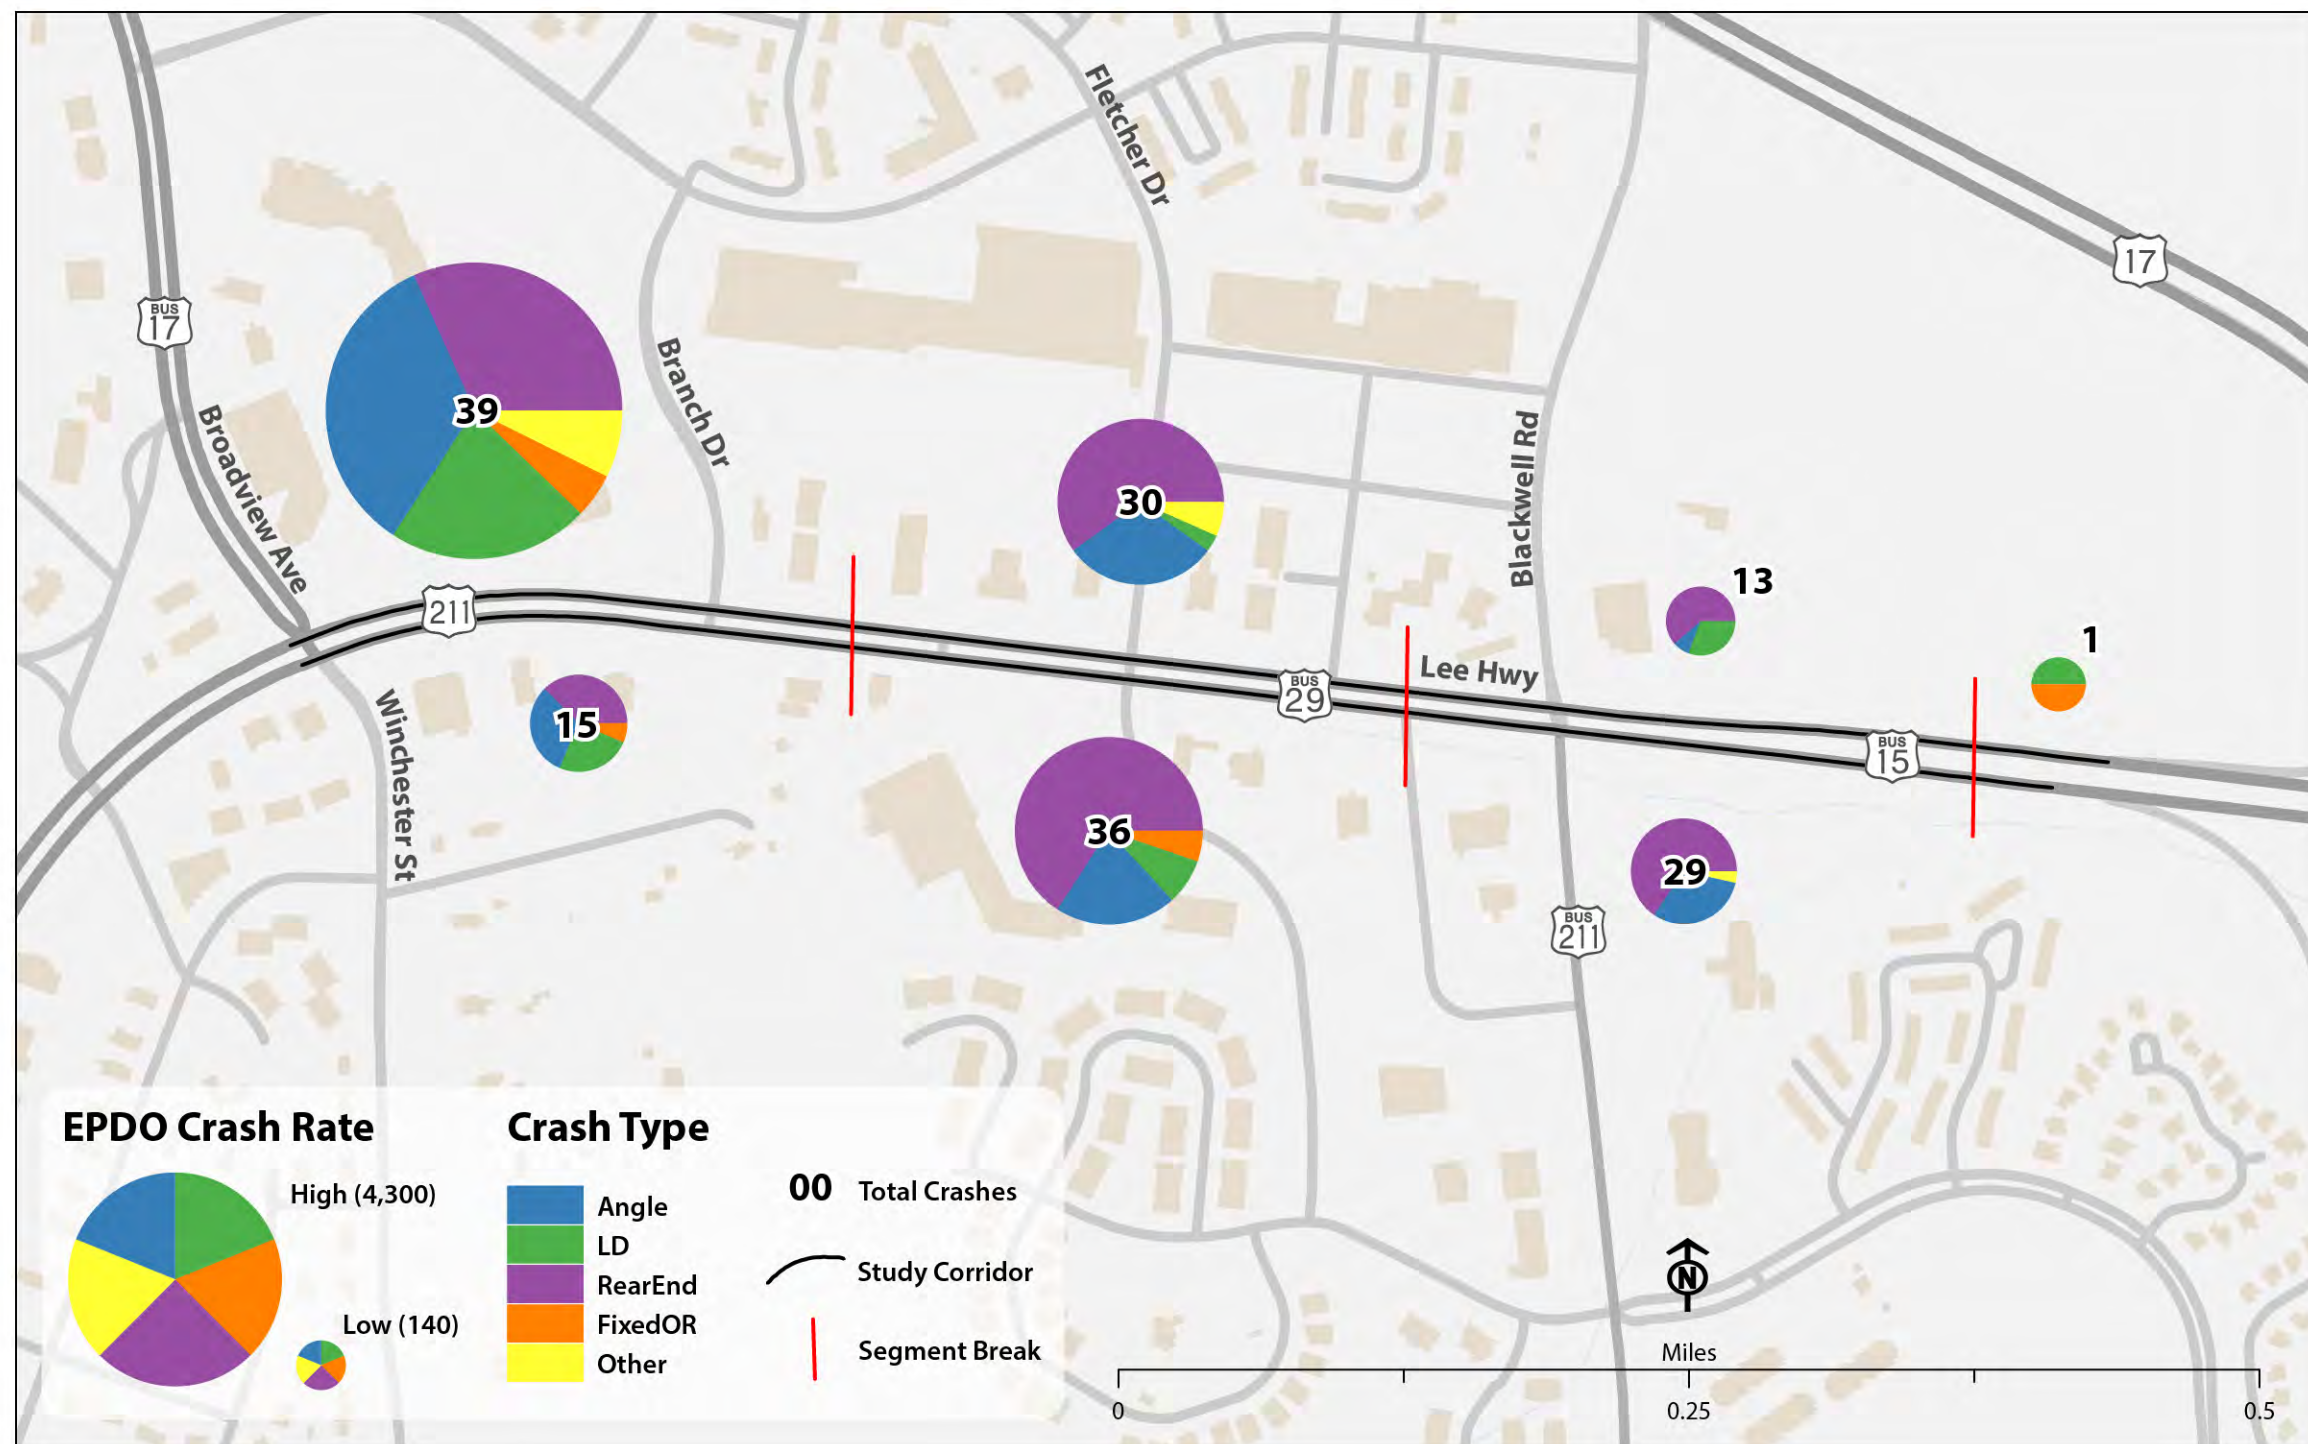 Fletcher Dr
17
BUS
17
Branch Dr
39
Broadview Ave
30
Blackwell Rd
13
211
1
Lee Hwy
BUS
29
15
Winchester St
BUS
15
36
29
BUS
211
EPDO Crash Rate
High (4,300)
Low (140)
Crash Type
Angle
LD
RearEnd
FixedOR
Other
00 Total Crashes
Study Corridor
Segment Break
N
Miles
0 0.25 0.5